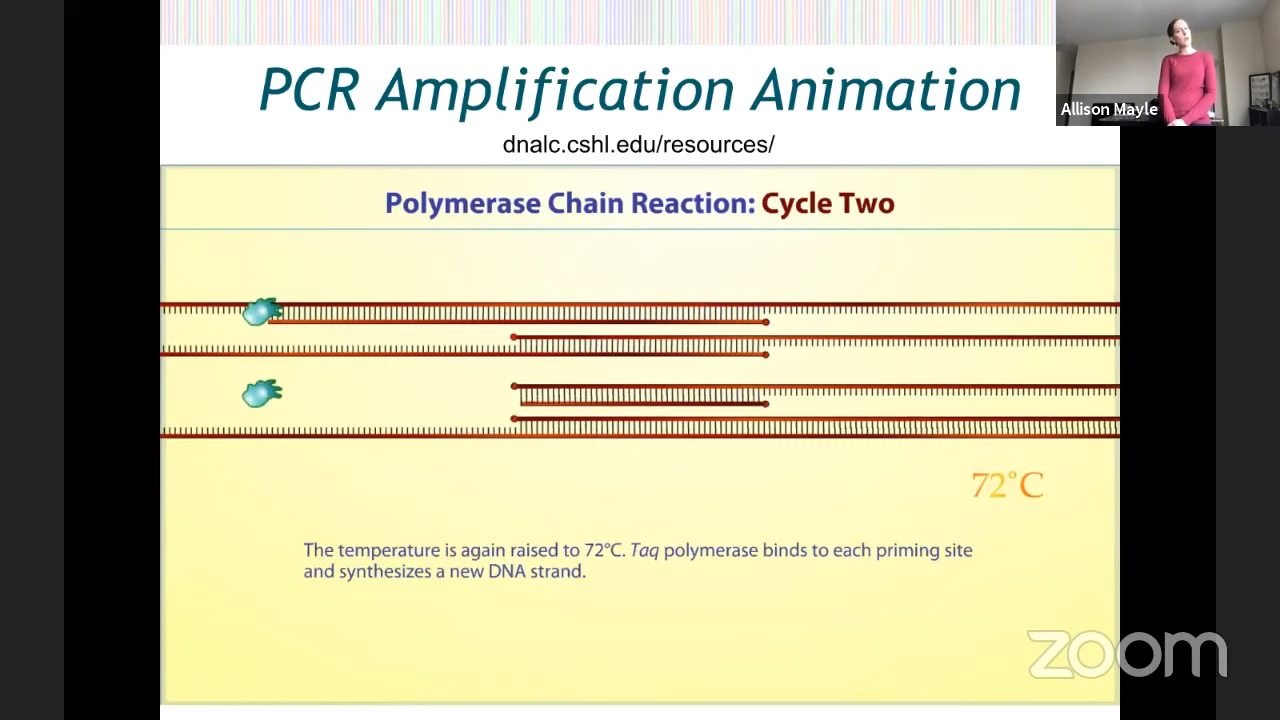 PCR Amplification Animation
Allison Mayle
dnalc.cshl.edu/resources/
Polymerase Chain Reaction: Cycle Two
72°C
The temperature is again raised to 72°C. Taq polymerase binds to each priming site
and synthesizes a new DNA strand.
zoom